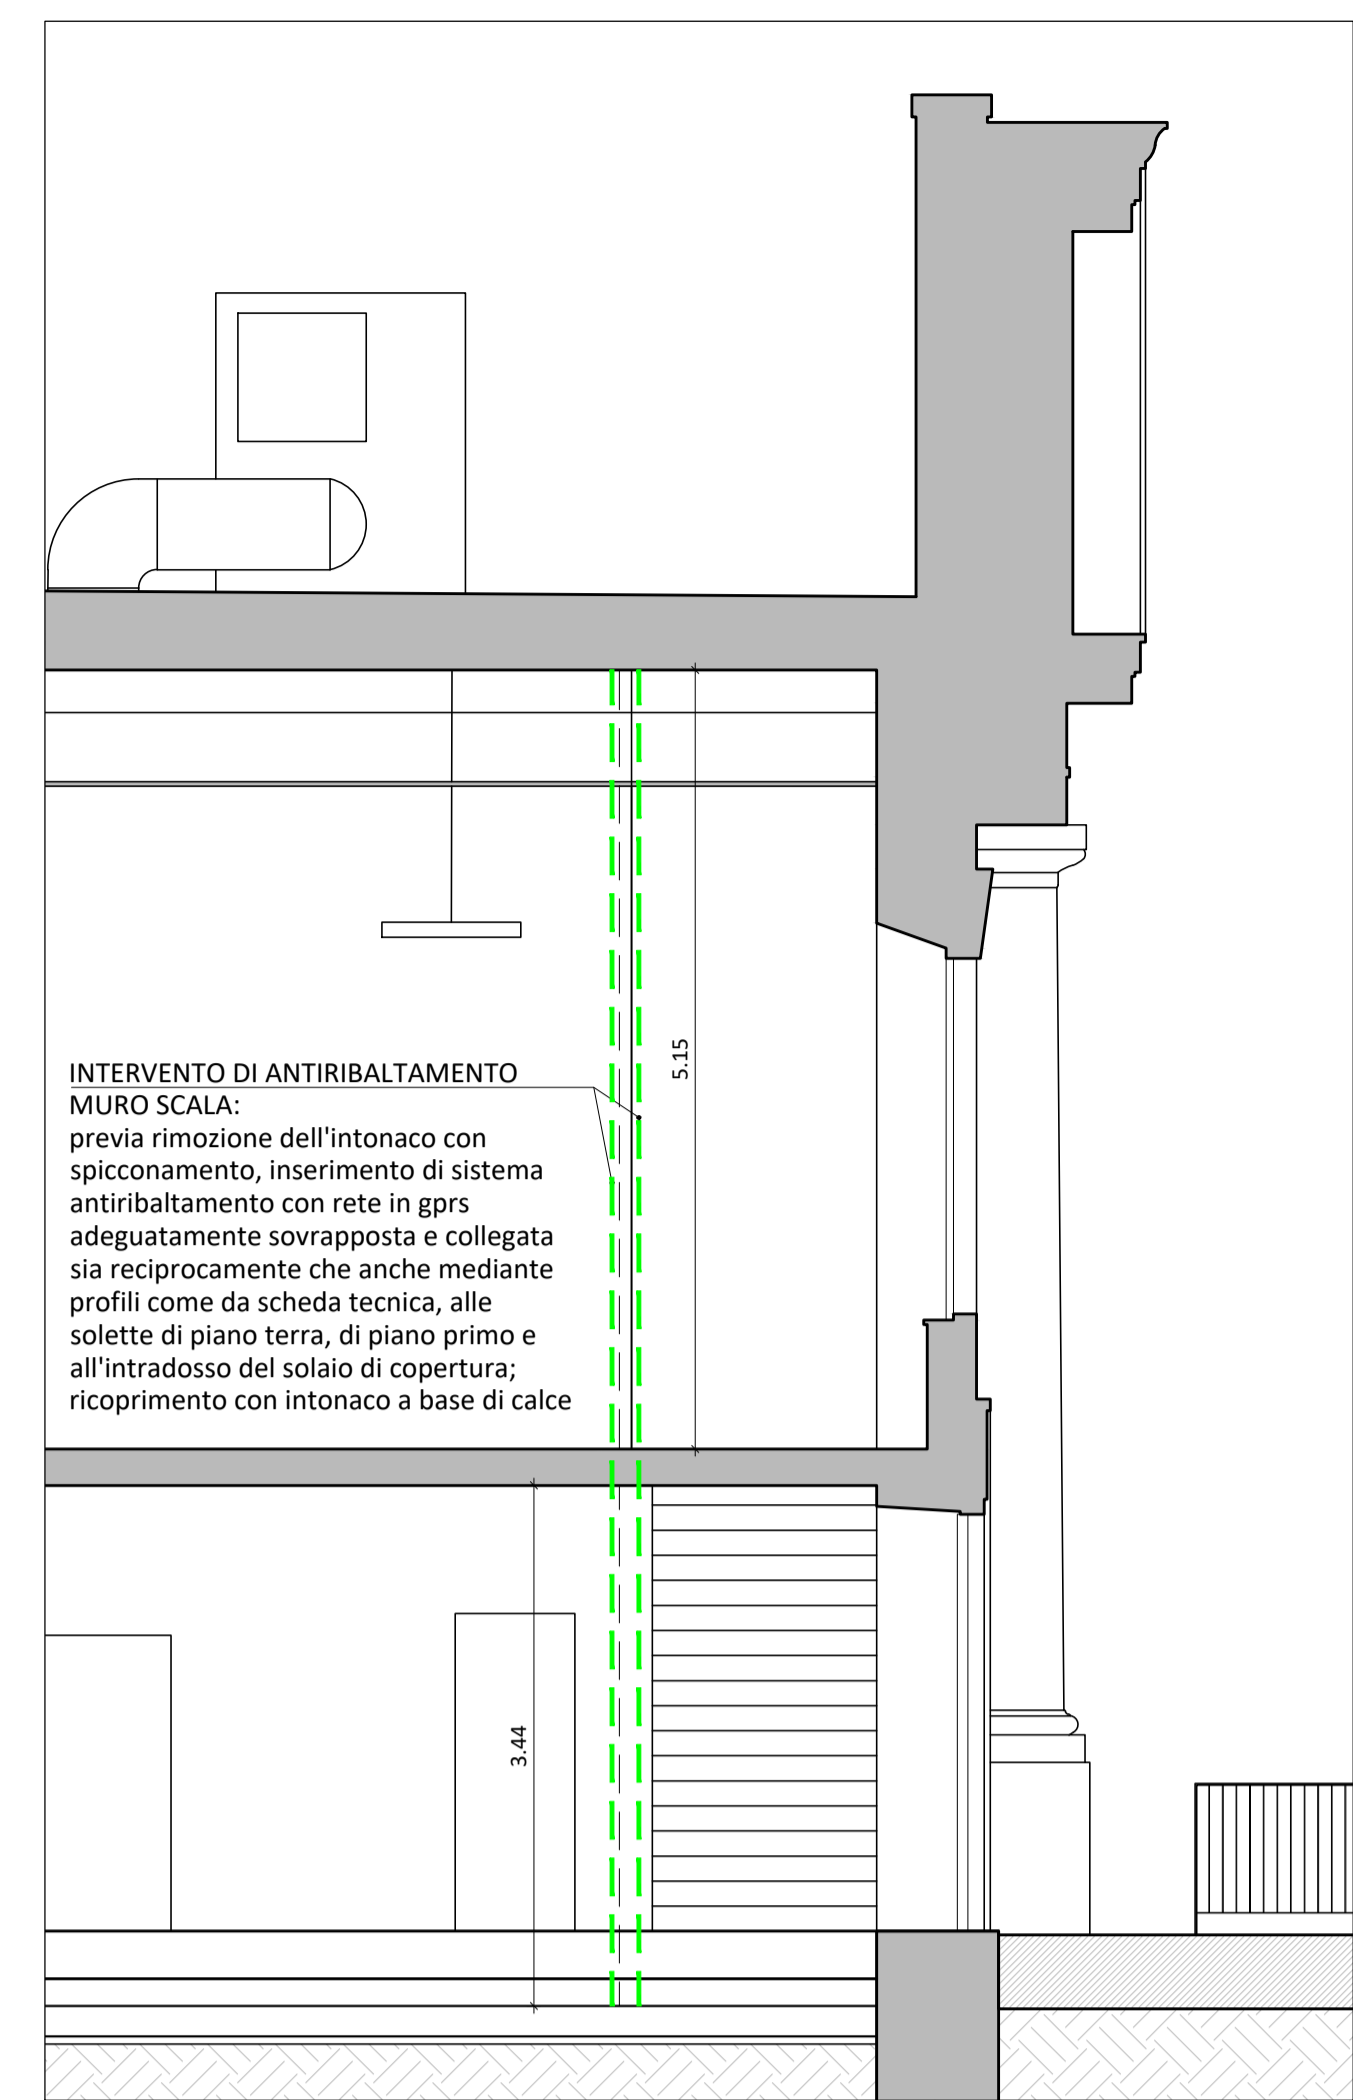 INTERVENTO DI ANTIRIBALTAMENTO
MURO SCALA:
previa rimozione dell'intonaco con
spicconamento, inserimento di sistema
antiribaltamento con rete in gprs
adeguatamente sovrapposta e collegata
sia reciprocamente che anche mediante
profili come da scheda tecnica, alle
solette di piano terra, di piano primo e
all'intradosso del solaio di copertura;
ricoprimento con intonaco a base di calce
5.15
3.44